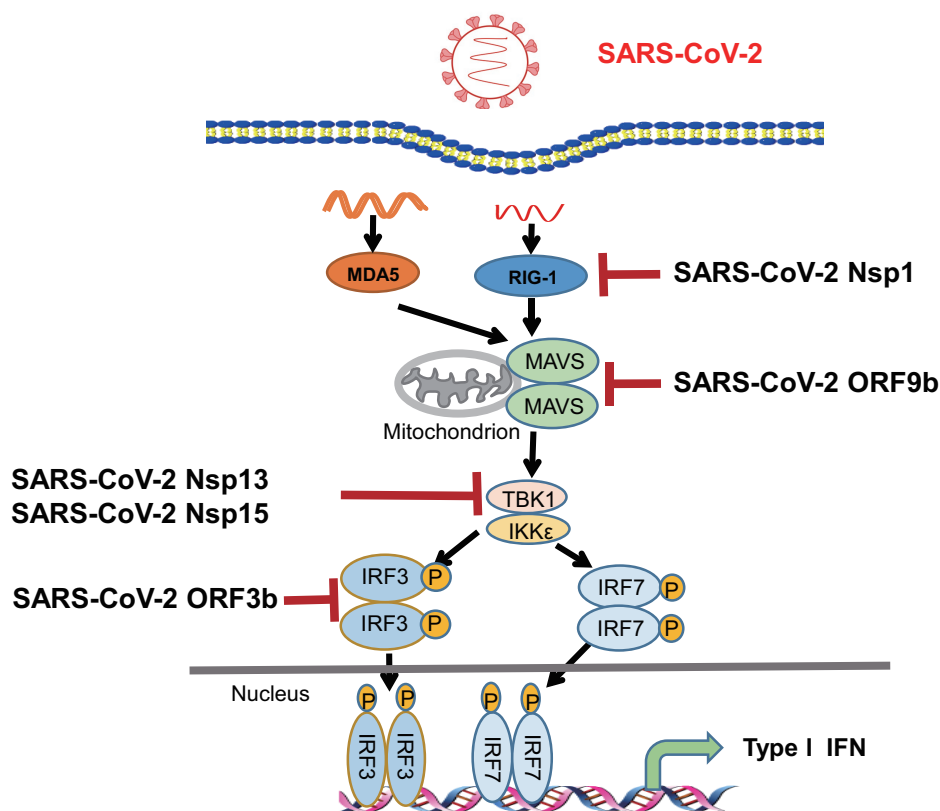 SARS-CoV-2
MDA5
RIG-1
SARS-CoV-2 Nsp1
MAVS
MAVS
SARS-CoV-2 ORF9b
Mitochondrion
SARS-CoV-2 Nsp13
SARS-CoV-2 Nsp15
TBK1
IKKε
IRF3 P
IRF3 P
SARS-CoV-2 ORF3b
IRF7 P
IRF7 P
Nucleus
P P P P
IRF3 IRF3 IRF7 IRF7
Type I IFN